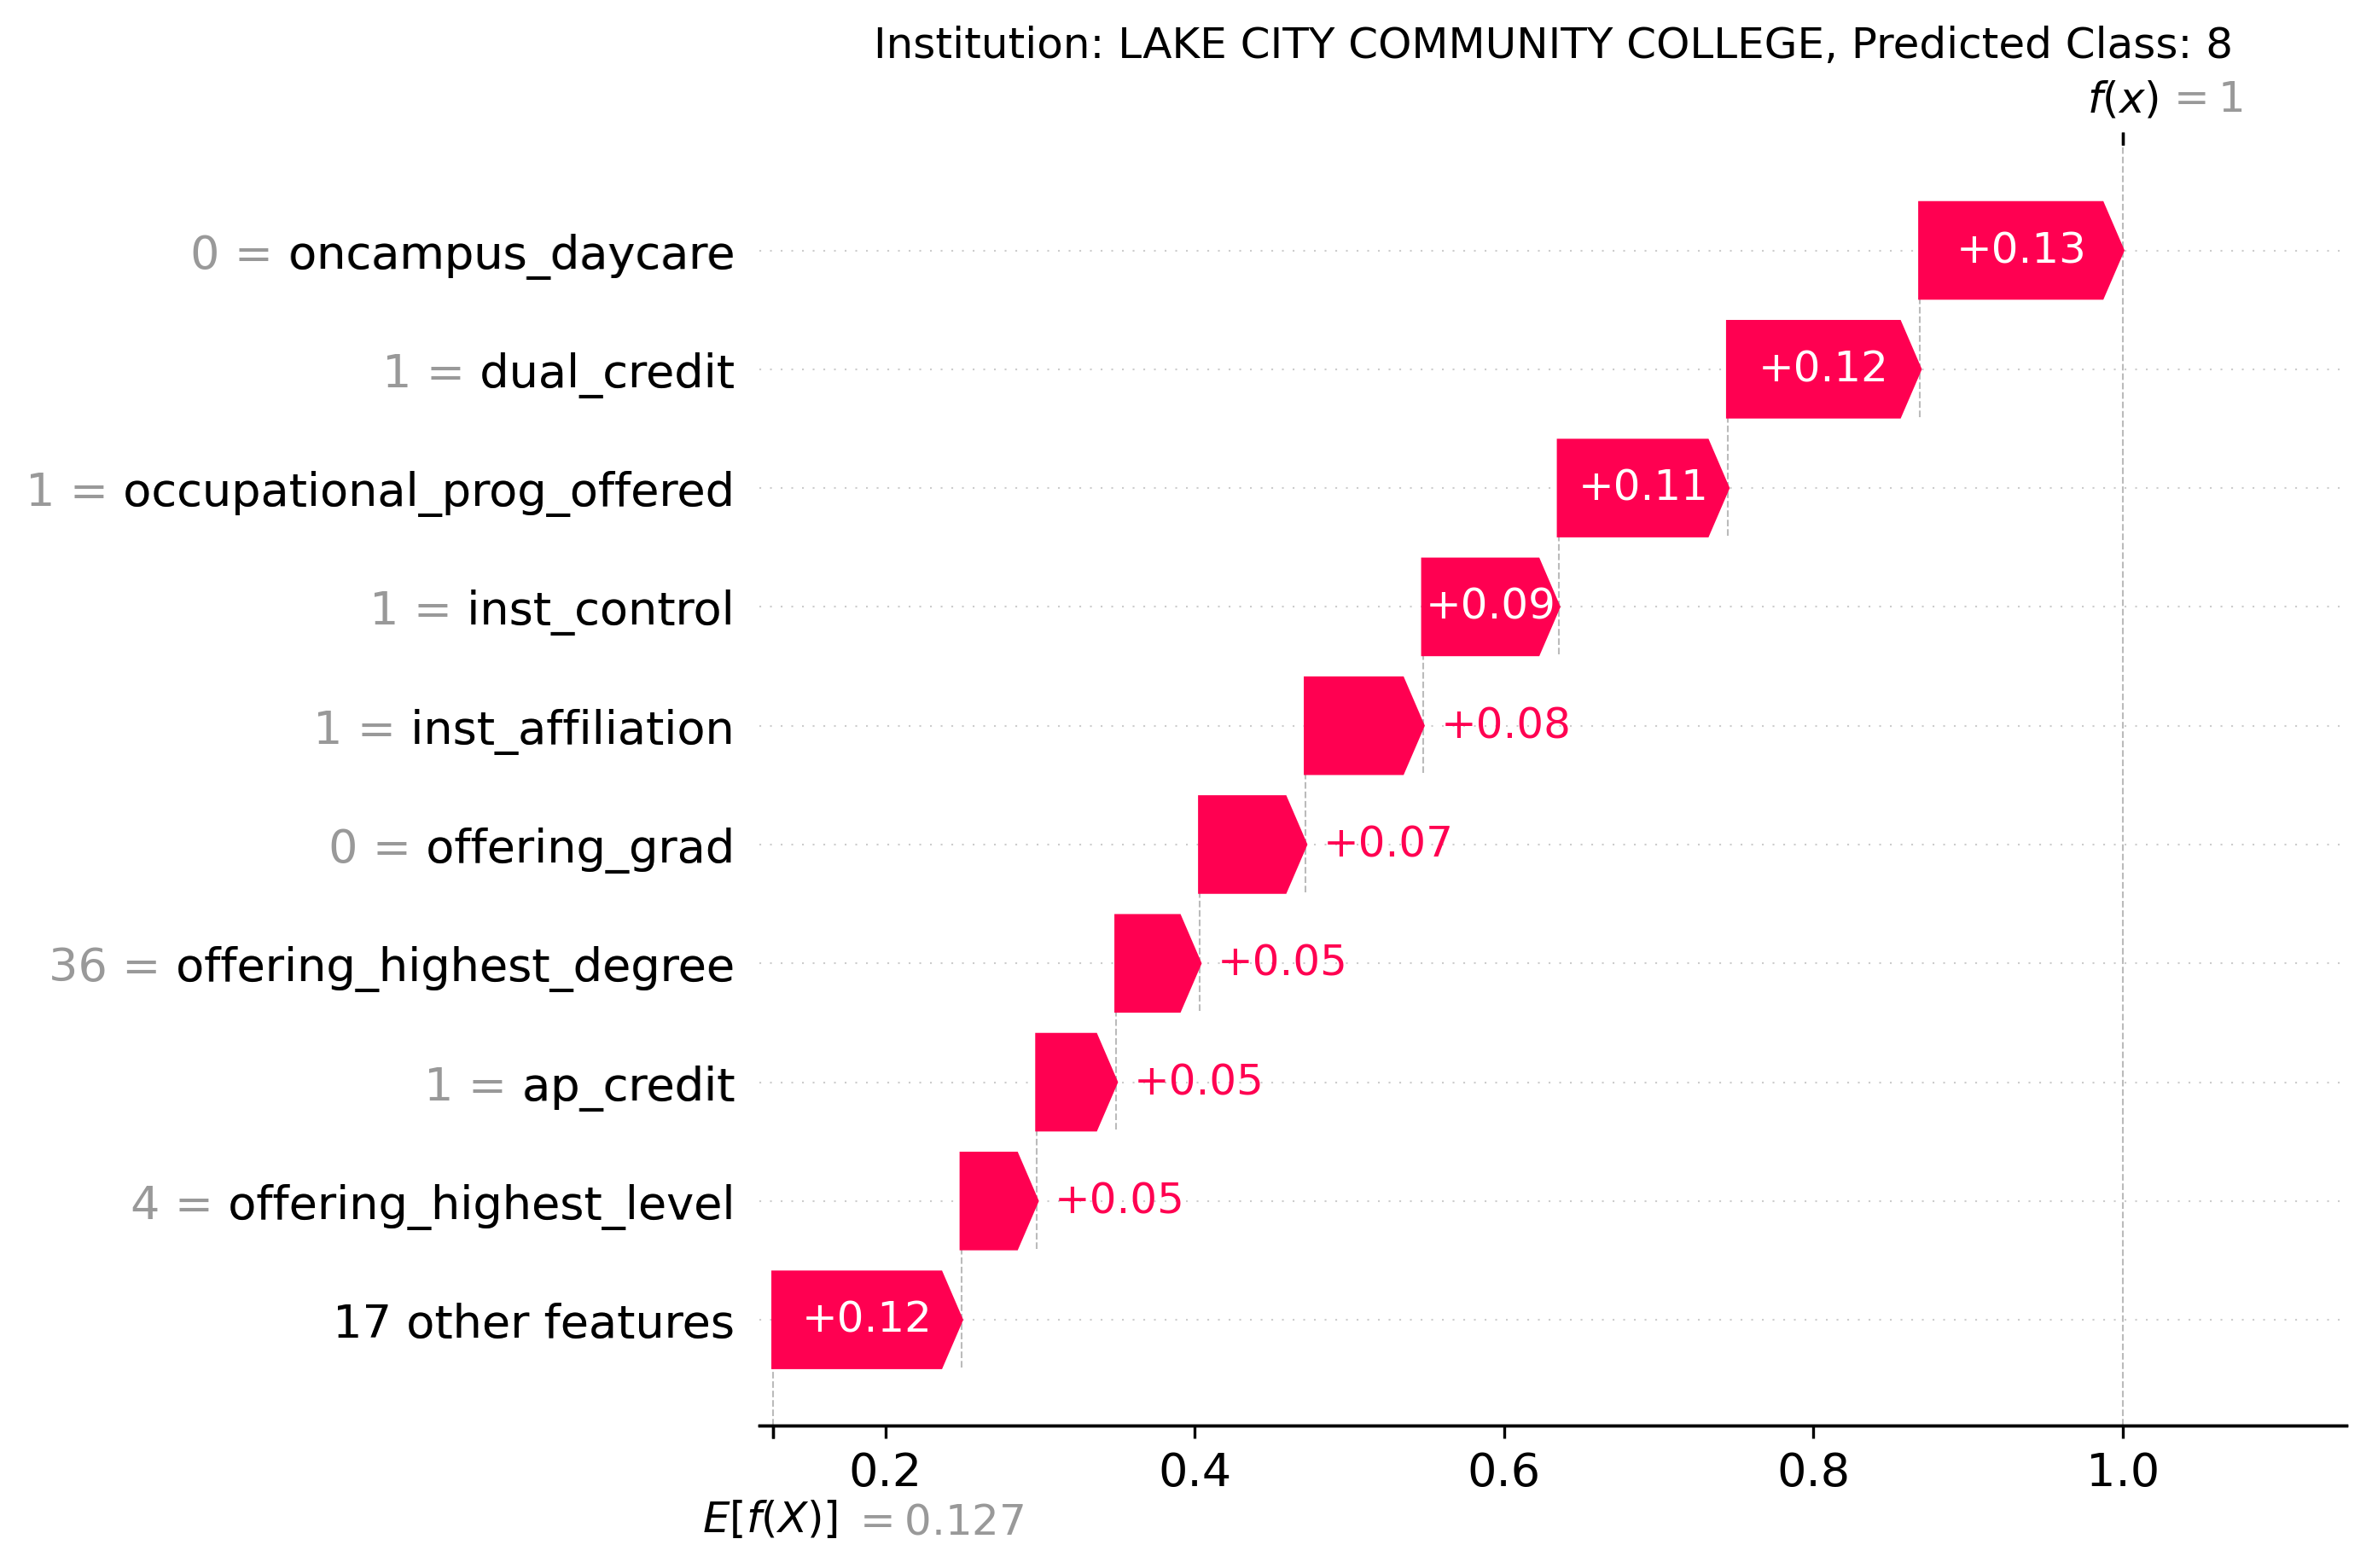 Institution: LAKE CITY COMMUNITY COLLEGE, Predicted Class: 8
f(x) = 1
0 = oncampus_daycare +0.13
1 = dual_credit +0.12
1 = occupational_prog_offered +0.11
1 = inst_control +0.09
1 = inst_affiliation +0.08
0 = offering_grad +0.07
36 = offering_highest_degree +0.05
1 = ap_credit +0.05
4 = offering_highest_level +0.05
17 other features +0.12
0.2 0.4 0.6 0.8 1.0
E[f(X)] = 0.127